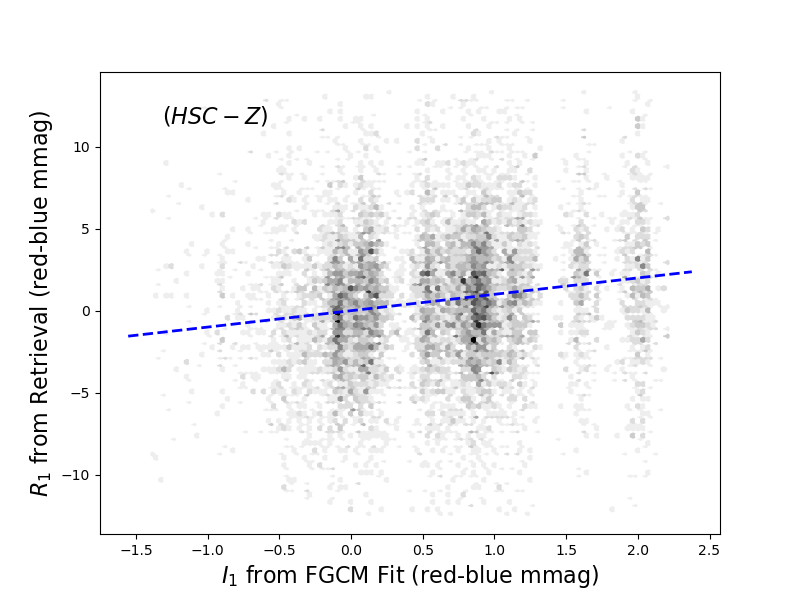 (HSC − Z)
R₁ from Retrieval (red-blue mmag)
10
5
0
−5
−10
−1.5 −1.0 −0.5 0.0 0.5 1.0 1.5 2.0 2.5
I₁ from FGCM Fit (red-blue mmag)